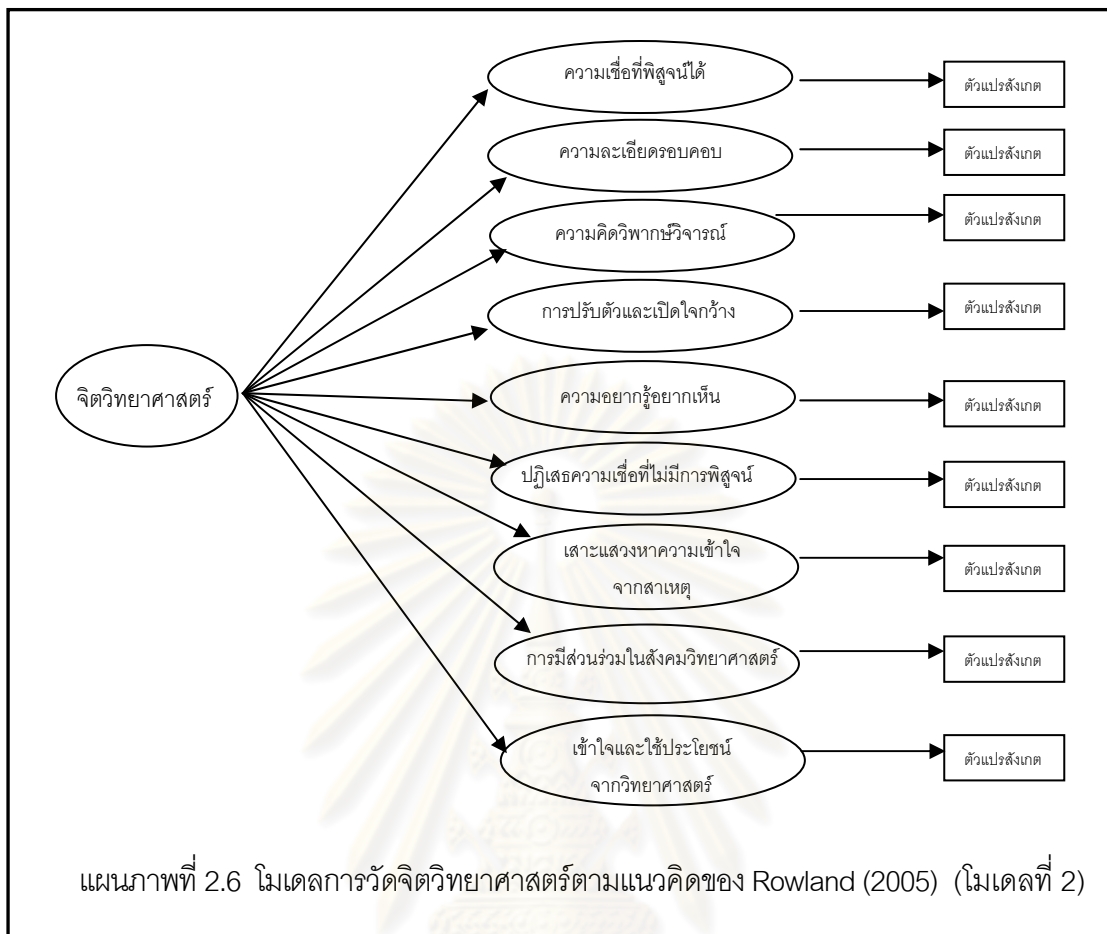 ความเชื่อที่พิสูจน์ได้
ตัวแปรสังเกต
ความละเอียดรอบคอบ
ตัวแปรสังเกต
ความคิดวิพากษ์วิจารณ์
ตัวแปรสังเกต
การปรับตัวและเปิดใจกว้าง
ตัวแปรสังเกต
จิตวิทยาศาสตร์
ความอยากรู้อยากเห็น
ตัวแปรสังเกต
ปฏิเสธความเชื่อที่ไม่มีการพิสูจน์
ตัวแปรสังเกต
เสาะแสวงหาความเข้าใจ
จากสาเหตุ
ตัวแปรสังเกต
การมีส่วนร่วมในสังคมวิทยาศาสตร์
ตัวแปรสังเกต
เข้าใจและใช้ประโยชน์
จากวิทยาศาสตร์
ตัวแปรสังเกต
แผนภาพที่ 2.6 โมเดลการวัดจิตวิทยาศาสตร์ตามแนวคิดของ Rowland (2005) (โมเดลที่ 2)